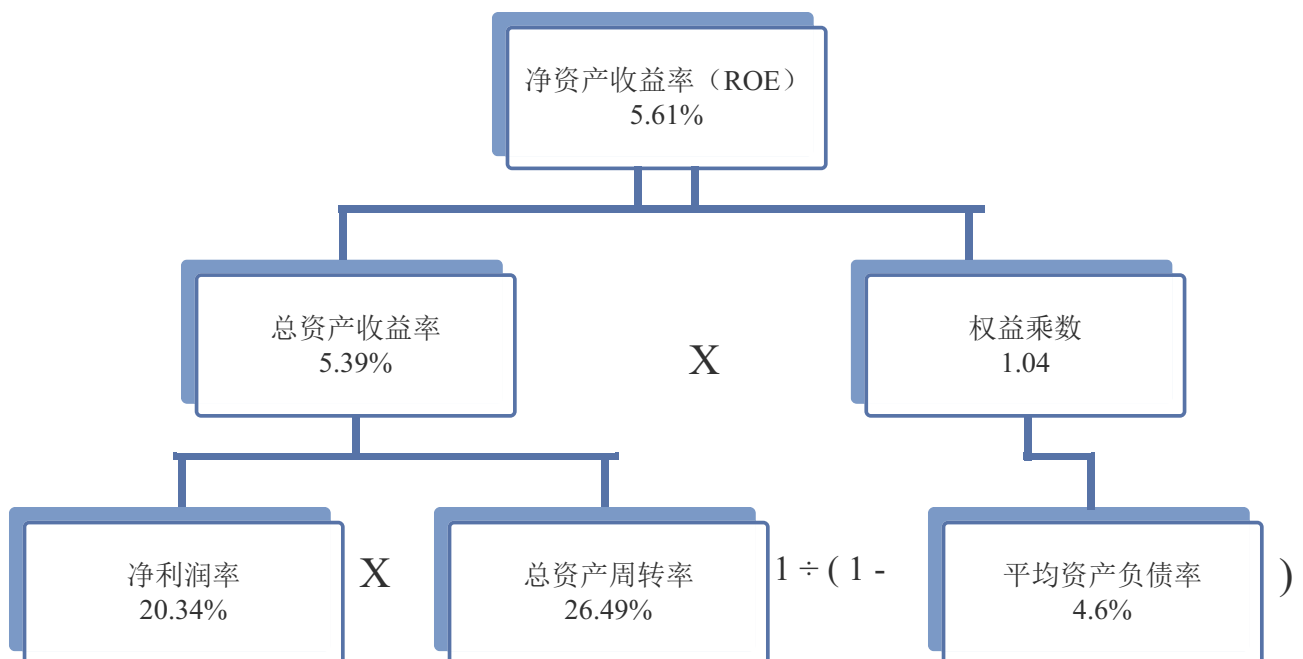 净资产收益率（ROE）
5.61%
总资产收益率
5.39%
X
权益乘数
1.04
净利润率
20.34%
X
总资产周转率
26.49%
1 ÷ ( 1 -
平均资产负债率
4.6%
)